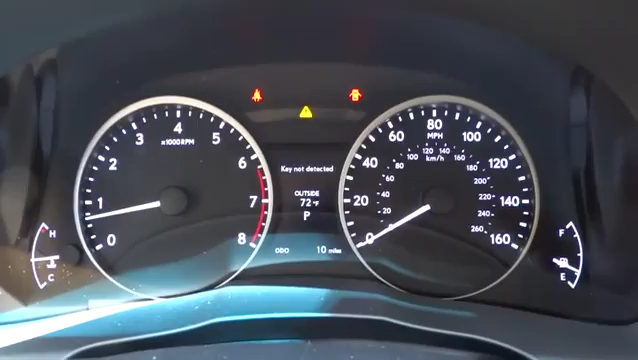 4
3
5
x1000RPM
2
6
1
7
0
8
Key not detected
OUTSIDE
72 °F
P
ODO 10 miles
80
MPH
60
100
40
120
20
140
0
160
120 140
100 km/h 160
80
60
180
40
200
20
220
240
260
H
C
F
E